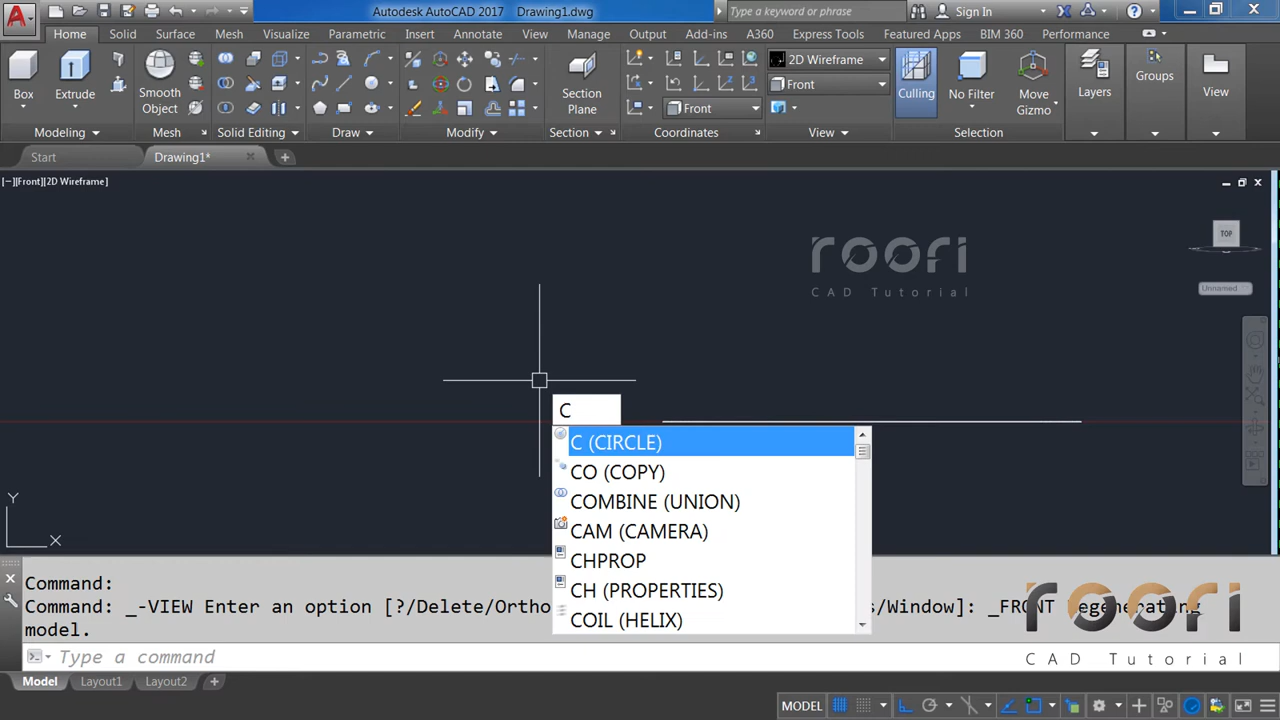 Autodesk AutoCAD 2017 Drawing1.dwg
Type a keyword or phrase
Sign In
Home Solid Surface Mesh Visualize Parametric Insert Annotate View Manage Output Add-ins A360 Express Tools Featured Apps BIM 360 Performance
Box
Extrude
Smooth
Object
Section
Plane
Front
2D Wireframe
Front
Culling
No Filter
Move
Gizmo
Layers
Groups
View
Modeling Mesh Solid Editing Draw Modify Section Coordinates View Selection
Start Drawing1*
[−][Front][2D Wireframe]
TOP
Unnamed
roori
CAD Tutorial
C
C (CIRCLE)
CO (COPY)
COMBINE (UNION)
CAM (CAMERA)
CHPROP
CH (PROPERTIES)
COIL (HELIX)
Y
X
Command:
Command: _-VIEW Enter an option [?/Delete/Ortho s/Window]: _FRONT Regenerating
model.
roori
CAD Tutorial
Type a command
Model Layout1 Layout2
MODEL